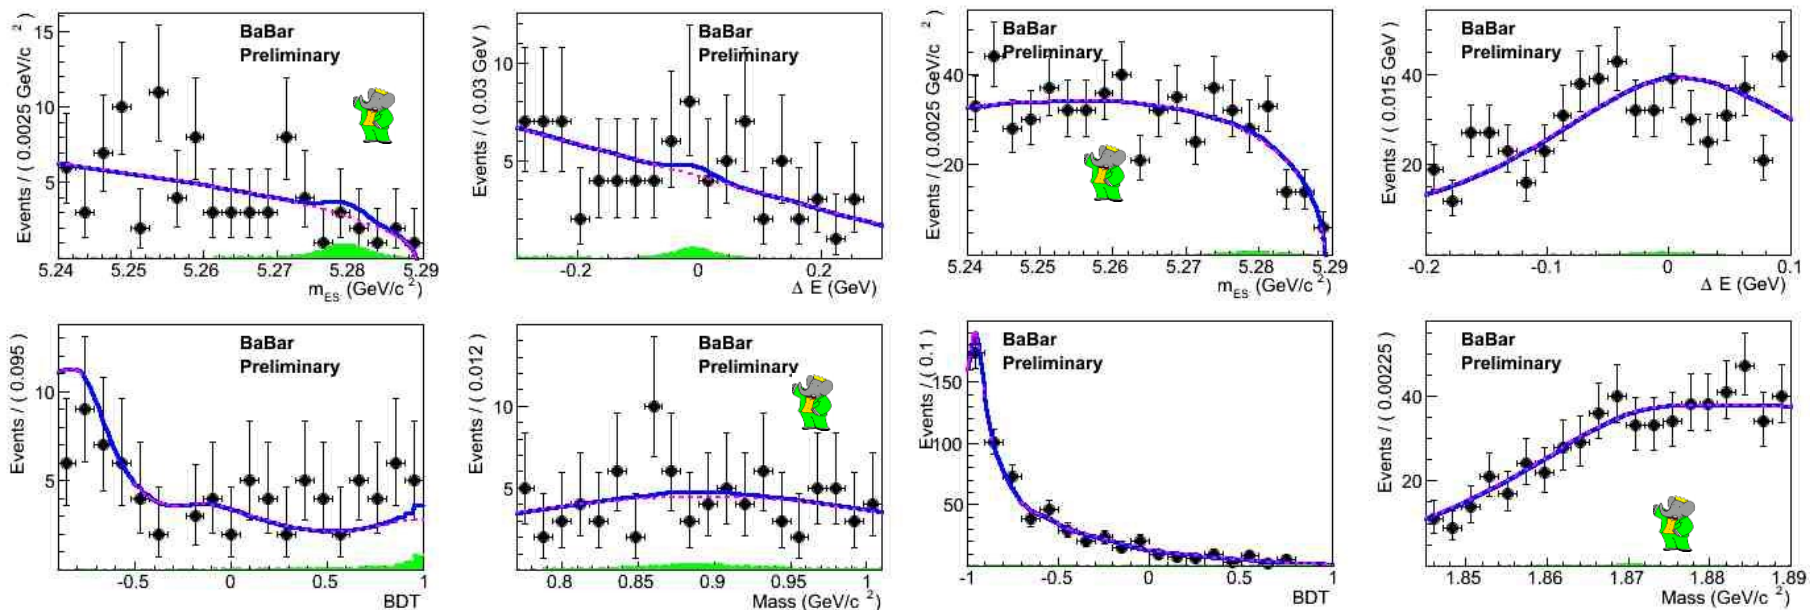 Events / ( 0.0025 GeV/c ² )
15
10
5
BaBar
Preliminary
5.24 5.25 5.26 5.27 5.28 5.29
m_ES (GeV/c²)
Events / ( 0.03 GeV )
10
5
BaBar
Preliminary
-0.2 0 0.2
Δ E (GeV)
Events / ( 0.0025 GeV/c ² )
40
20
BaBar
Preliminary
5.24 5.25 5.26 5.27 5.28 5.29
m_ES (GeV/c²)
Events / ( 0.015 GeV )
40
20
BaBar
Preliminary
-0.2 -0.1 0 0.1
Δ E (GeV)
Events / ( 0.095 )
10
5
BaBar
Preliminary
-0.5 0 0.5 1
BDT
Events / ( 0.012 )
10
5
BaBar
Preliminary
0.8 0.85 0.9 0.95 1
Mass (GeV/c²)
Events / ( 0.1 )
150
100
50
BaBar
Preliminary
-1 -0.5 0 0.5 1
BDT
Events / ( 0.00225 )
40
20
BaBar
Preliminary
1.85 1.86 1.87 1.88 1.89
Mass (GeV/c²)